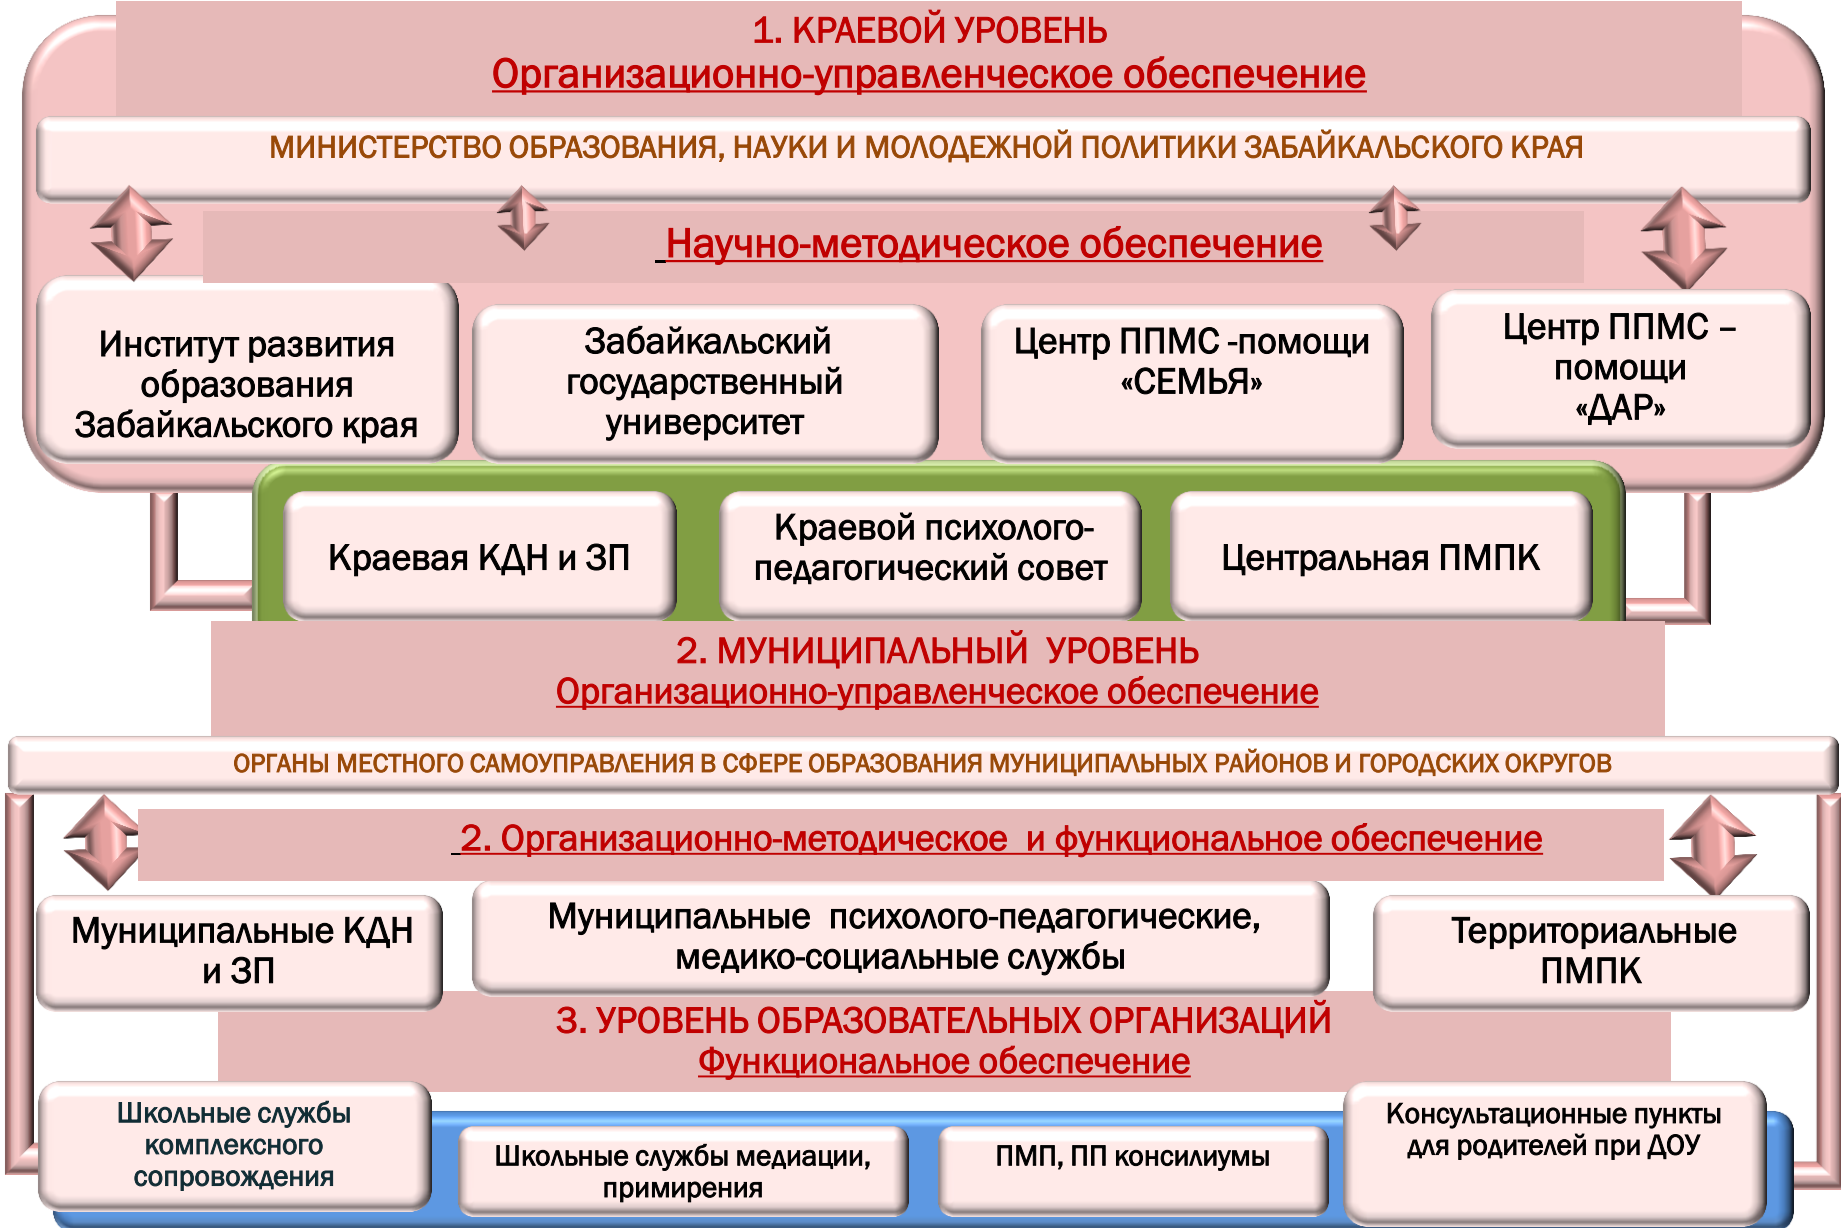 1. КРАЕВОЙ УРОВЕНЬ
Организационно-управленческое обеспечение
МИНИСТЕРСТВО ОБРАЗОВАНИЯ, НАУКИ И МОЛОДЕЖНОЙ ПОЛИТИКИ ЗАБАЙКАЛЬСКОГО КРАЯ
Научно-методическое обеспечение
Институт развития
образования
Забайкальского края
Забайкальский
государственный
университет
Центр ППМС -помощи
«СЕМЬЯ»
Центр ППМС –
помощи
«ДАР»
Краевая КДН и ЗП
Краевой психолого-
педагогический совет
Центральная ПМПК
2. МУНИЦИПАЛЬНЫЙ УРОВЕНЬ
Организационно-управленческое обеспечение
ОРГАНЫ МЕСТНОГО САМОУПРАВЛЕНИЯ В СФЕРЕ ОБРАЗОВАНИЯ МУНИЦИПАЛЬНЫХ РАЙОНОВ И ГОРОДСКИХ ОКРУГОВ
2. Организационно-методическое и функциональное обеспечение
Муниципальные КДН
и ЗП
Муниципальные психолого-педагогические,
медико-социальные службы
Территориальные
ПМПК
3. УРОВЕНЬ ОБРАЗОВАТЕЛЬНЫХ ОРГАНИЗАЦИЙ
Функциональное обеспечение
Школьные службы
комплексного
сопровождения
Школьные службы медиации,
примирения
ПМП, ПП консилиумы
Консультационные пункты
для родителей при ДОУ